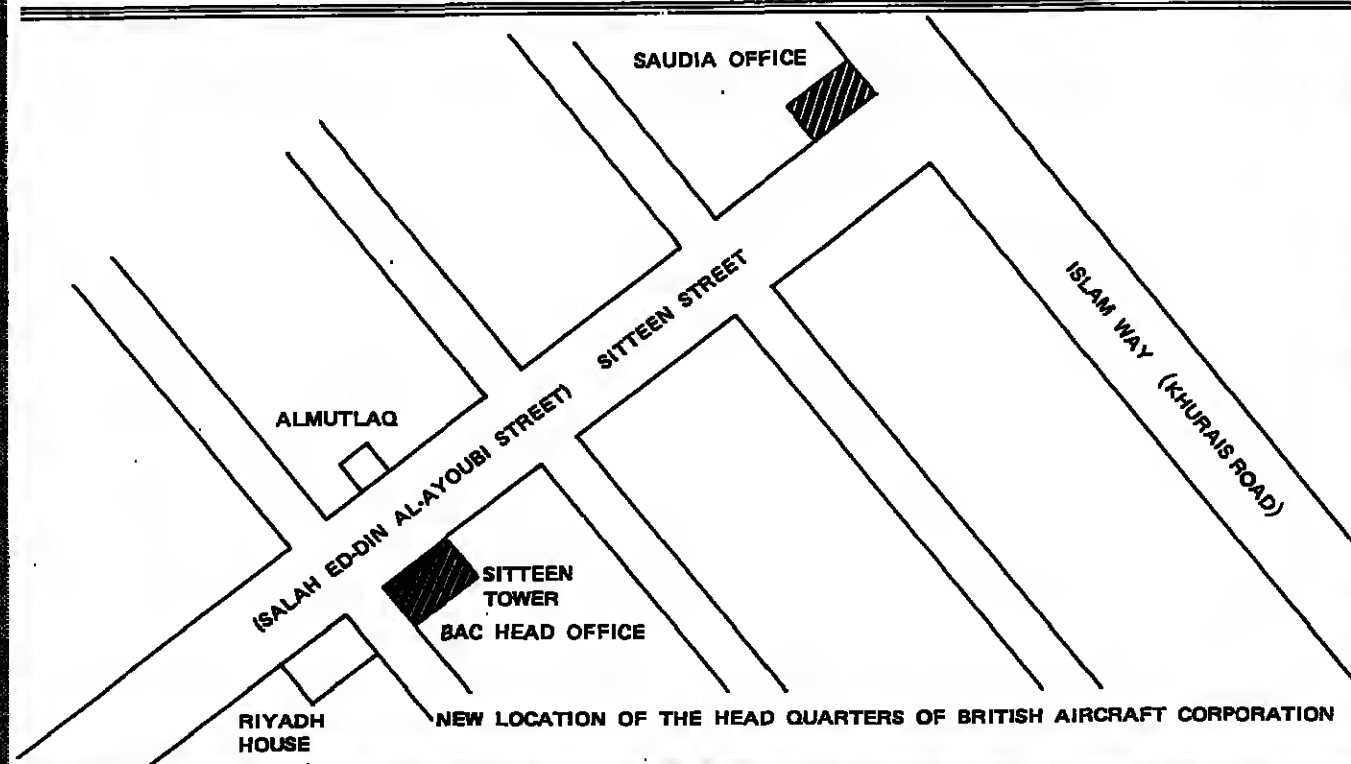 SAUDIA OFFICE
ISLAM WAY (KHURAIS ROAD)
(SALAH ED-DIN AL-AYOUBI STREET) SITTEEN STREET
ALMUTLAQ
SITTEEN
TOWER
BAC HEAD OFFICE
RIYADH
HOUSE
NEW LOCATION OF THE HEAD QUARTERS OF BRITISH AIRCRAFT CORPORATION